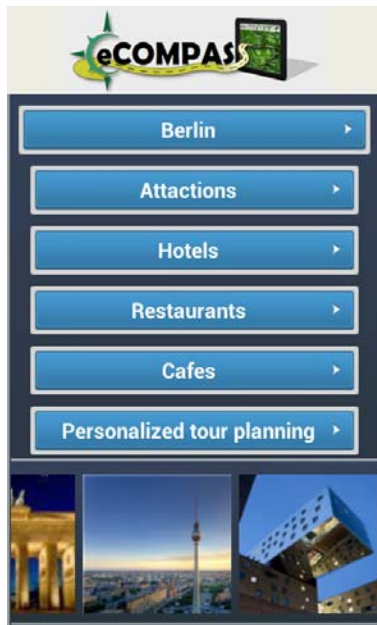 eCOMPASS
Berlin
Attactions
Hotels
Restaurants
Cafes
Personalized tour planning